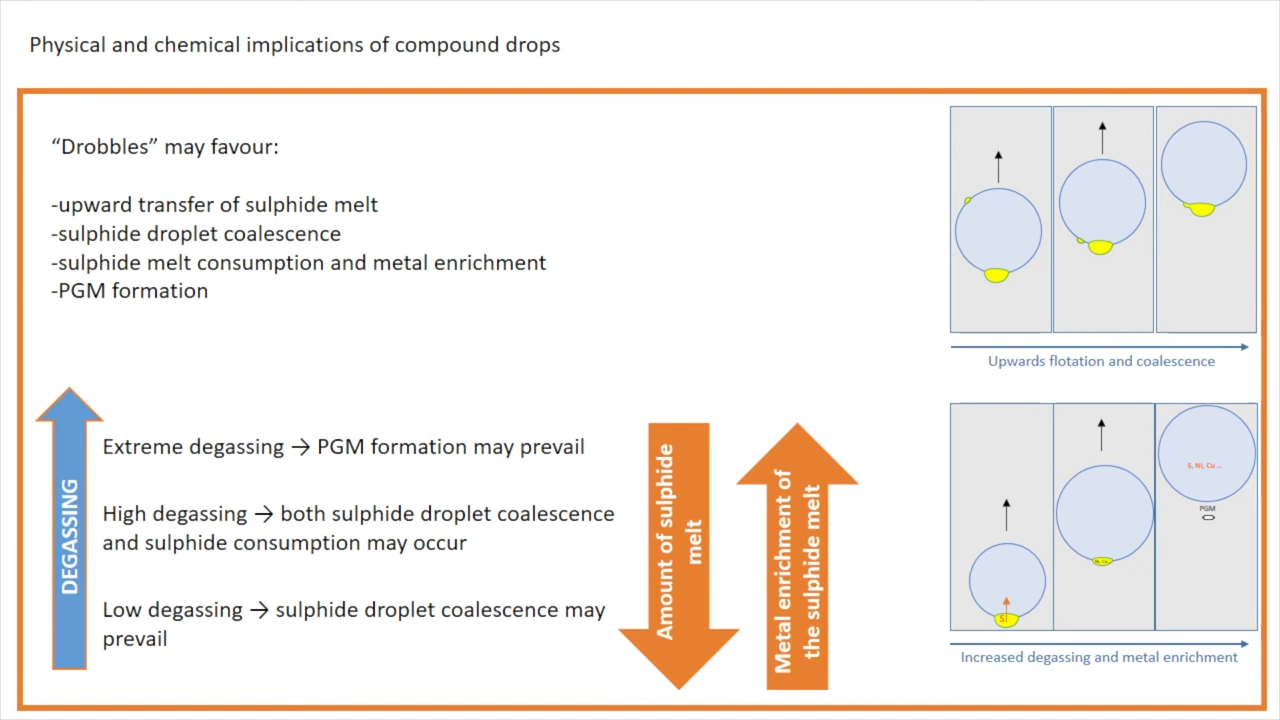 Physical and chemical implications of compound drops
“Drobbles” may favour:
-upward transfer of sulphide melt
-sulphide droplet coalescence
-sulphide melt consumption and metal enrichment
-PGM formation
Upwards flotation and coalescence
DEGASSING
Extreme degassing → PGM formation may prevail
High degassing → both sulphide droplet coalescence
and sulphide consumption may occur
Low degassing → sulphide droplet coalescence may
prevail
Amount of sulphide
melt
Metal enrichment of
the sulphide melt
S
S, Ni, Cu ...
PGM
Increased degassing and metal enrichment